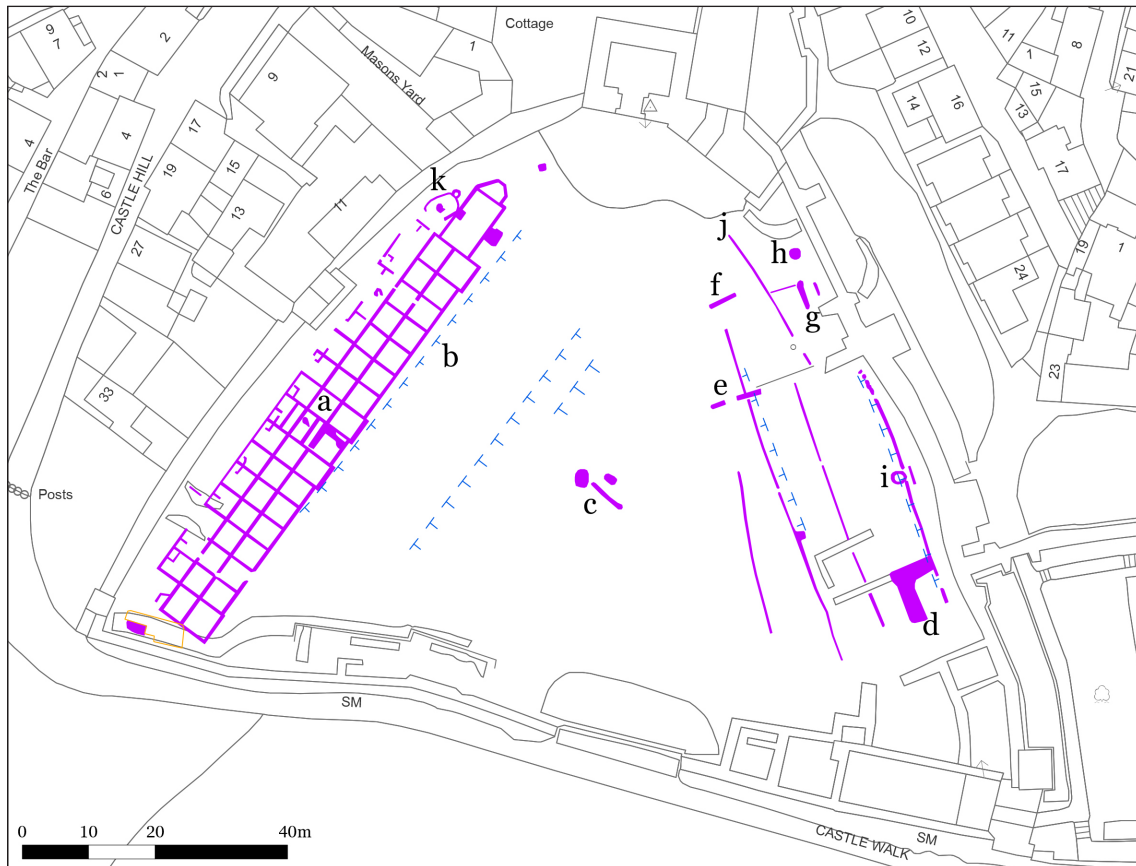 Cottage
9
7
2
1
10
11
8
12
1
2
1
Masons Yard
9
21
15
14
16
4
4
17
13
The Bar
CASTLE HILL
19
15
17
k
6
13
11
j
19
1
27
h
24
f
g
b
23
e
33
a
i
Posts
c
d
SM
0
10
20
40m
CASTLE WALK
SM